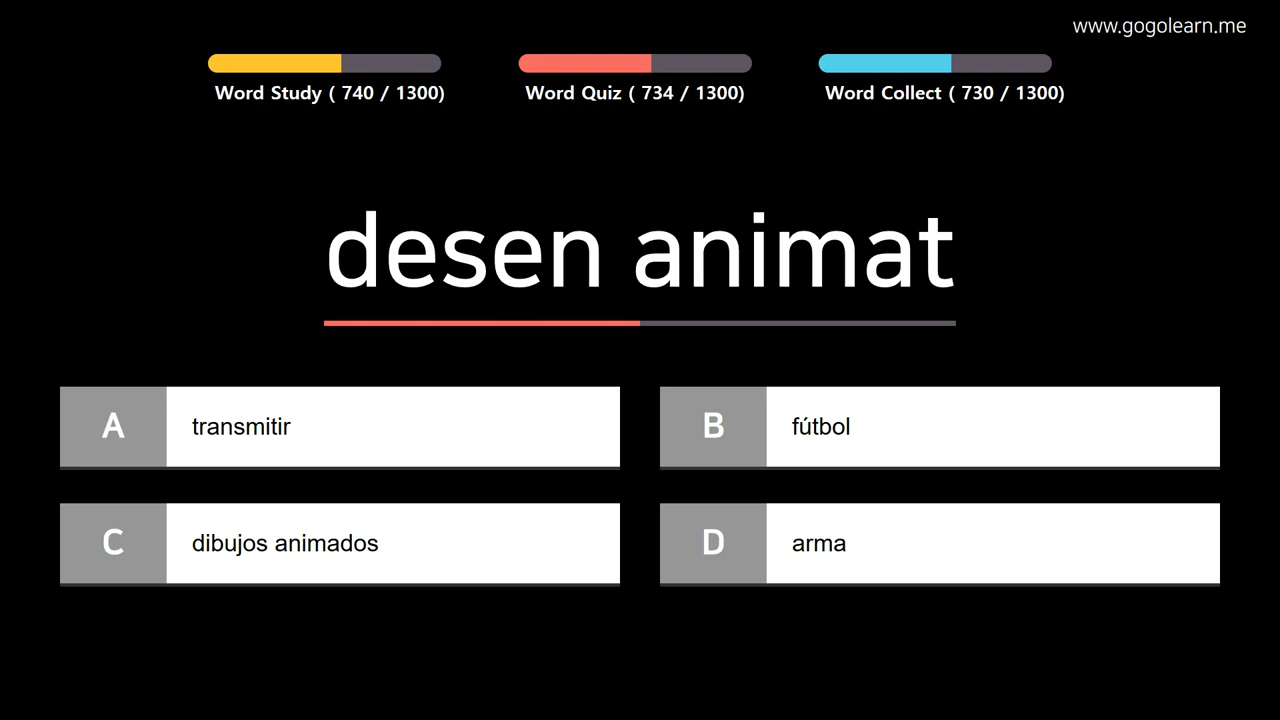 www.gogolearn.me
Word Study ( 740 / 1300)
Word Quiz ( 734 / 1300)
Word Collect ( 730 / 1300)
desen animat
A transmitir
B fútbol
C dibujos animados
D arma